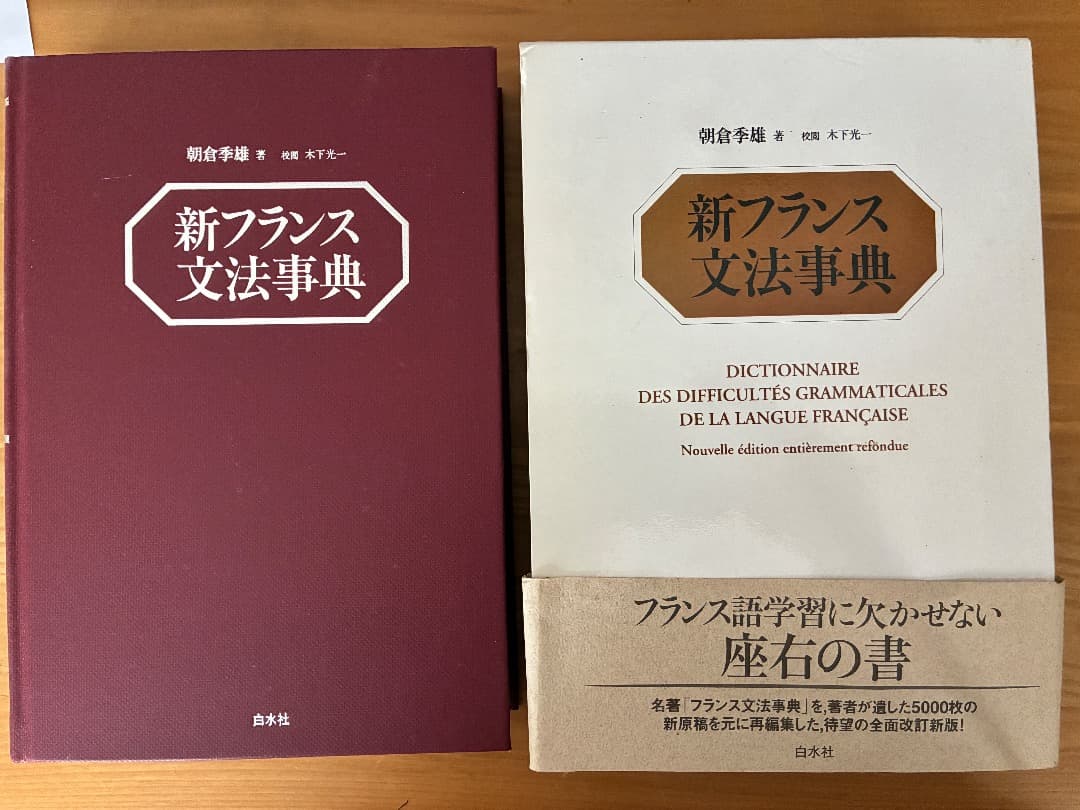 朝倉季雄 著 校閲 木下光一
新フランス
文法事典
白水社
朝倉季雄 著 校閲 木下光一
新フランス
文法事典
DICTIONNAIRE
DES DIFFICULTÉS GRAMMATICALES
DE LA LANGUE FRANÇAISE
Nouvelle édition entièrement refondue
フランス語学習に欠かせない
座右の書
名著「フランス文法事典」を,著者が遺した5000枚の
新原稿を元に再編集した,待望の全面改訂新版!
白水社